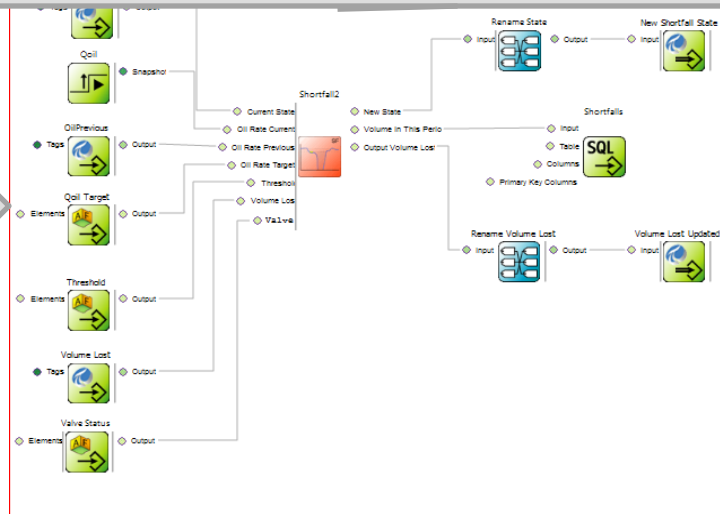 Rename State
Input
Output
New Shortfall State
Input
Qoil
Snapshot
OilPrevious
Tags
Output
Qoil Target
Elements
Output
Threshold
Elements
Output
Volume Lost
Tags
Output
Valve Status
Elements
Output
Shortfall2
Current State
Oil Rate Current
Oil Rate Previous
Oil Rate Target
Threshol
Volume Los
Valve
New State
Volume In This Perio
Output Volume Los
Shortfalls
Input
Table
Columns
Primary Key Columns
SQL
Rename Volume Lost
Input
Output
Volume Lost Updated
Input